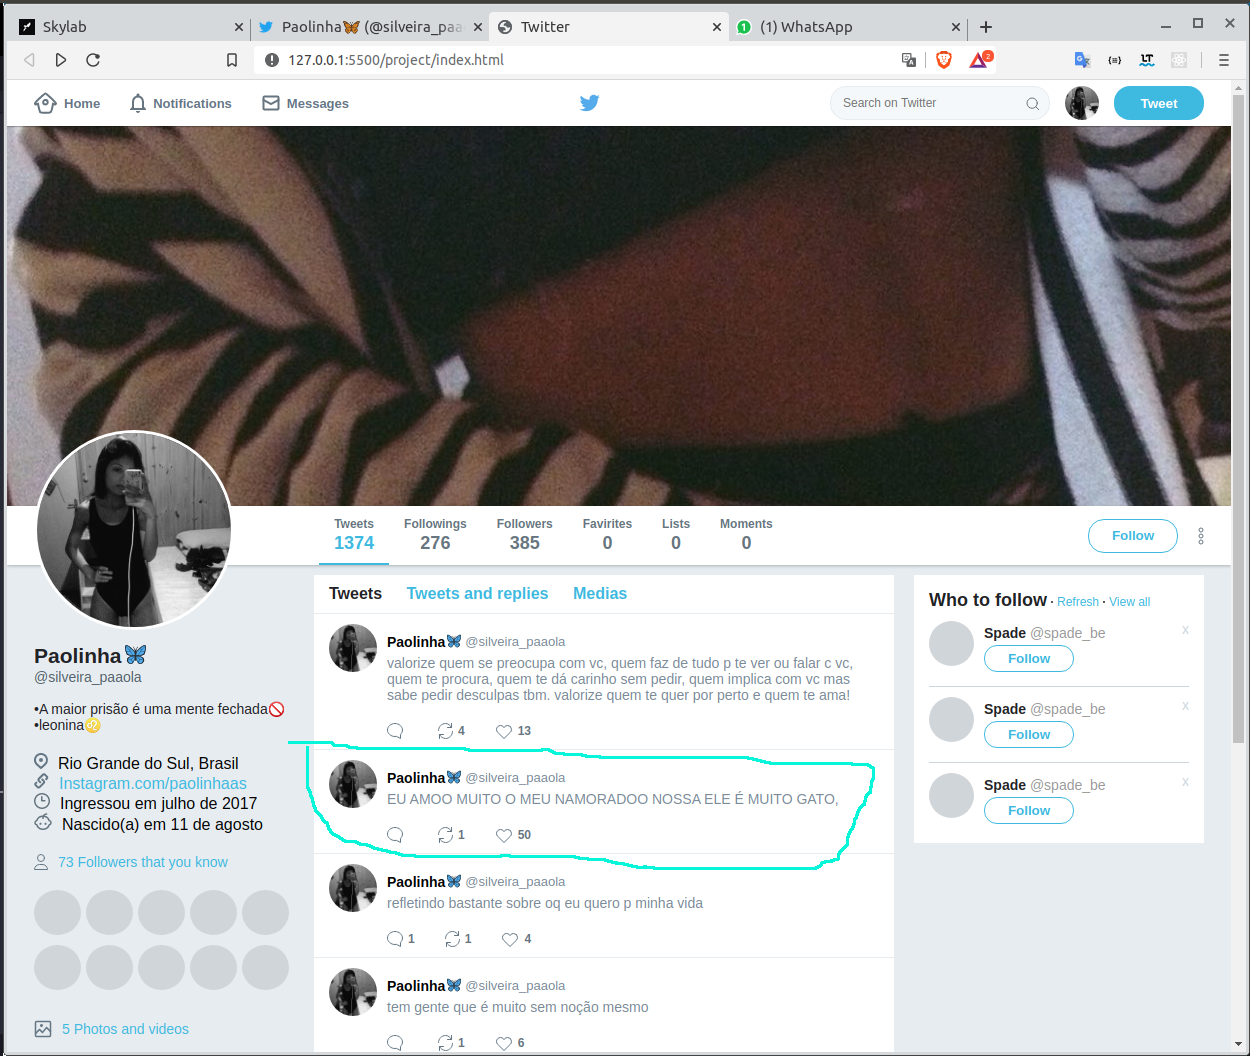 Skylab
Paolinha🦋 (@silveira_paa
Twitter
(1) WhatsApp
127.0.0.1:5500/project/index.html
2
Home
Notifications
Messages
Search on Twitter
Tweet
Tweets
Followings
Followers
Favirites
Lists
Moments
1374
276
385
0
0
0
Follow
Paolinha🦋
@silveira_paaola
•A maior prisão é uma mente fechada🚫
•leonina♌
Rio Grande do Sul, Brasil
Instagram.com/paolinhaas
Ingressou em julho de 2017
Nascido(a) em 11 de agosto
73 Followers that you know
5 Photos and videos
Tweets
Tweets and replies
Medias
Paolinha🦋 @silveira_paaola
valorize quem se preocupa com vc, quem faz de tudo p te ver ou falar c vc,
quem te procura, quem te dá carinho sem pedir, quem implica com vc mas
sabe pedir desculpas tbm. valorize quem te quer por perto e quem te ama!
4 13
Paolinha🦋 @silveira_paaola
EU AMOO MUITO O MEU NAMORADOO NOSSA ELE É MUITO GATO,
1 50
Paolinha🦋 @silveira_paaola
refletindo bastante sobre oq eu quero p minha vida
1 1 4
Paolinha🦋 @silveira_paaola
tem gente que é muito sem noção mesmo
1 6
Who to follow · Refresh · View all
Spade @spade_be x
Follow
Spade @spade_be x
Follow
Spade @spade_be x
Follow